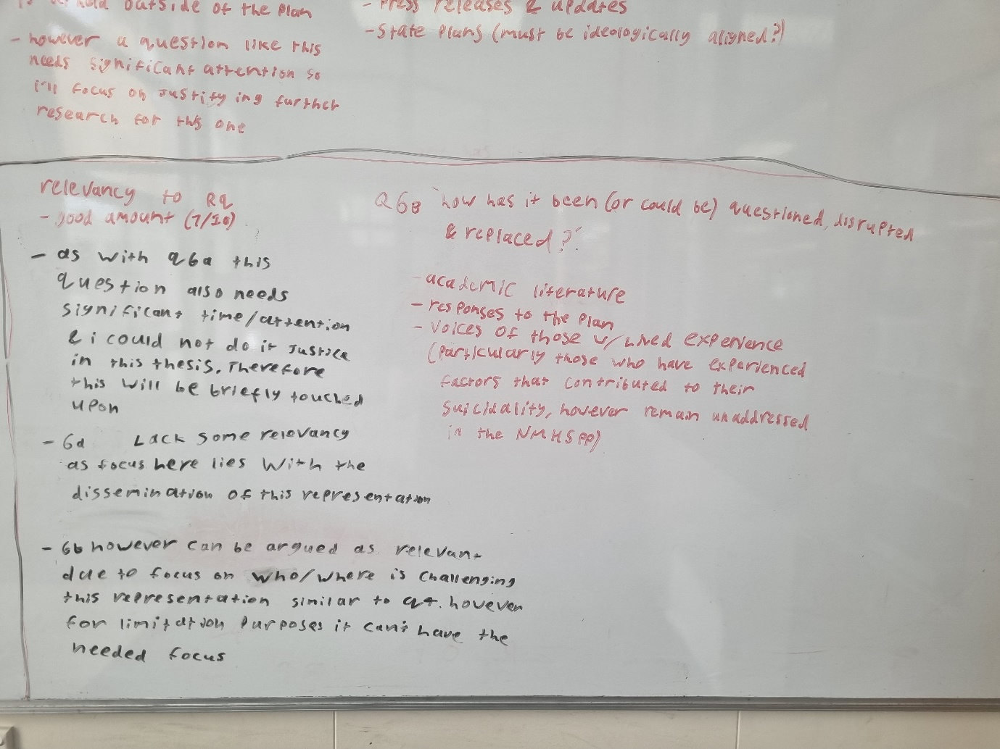 outside of the plan
- however a question like this
needs significant attention so
i'll focus on Justifying further
research for this one
- Press releases & updates
- State Plans (must be ideologically aligned?)
relevancy to RQ
- good amount (7/10)
- as with q6a this
question also needs
significant time/attention
& i could not do it Justice
in this thesis. Therefore
this will be briefly touched
upon
- 6a Lack some relevancy
as focus here lies with the
dissemination of this representation
- 6b however can be argued as relevant
due to focus on who/where is challenging
this representation similar to q4. however
for limitation purposes it can't have the
needed focus
Q6B "how has it been (or could be) questioned, disrupted
& replaced?"
- academic literature
- responses to the Plan
- Voices of those w/ Lived experience
(Particularly those who have experienced
factors that contributed to their
suicidality, however remain unaddressed
in the NMHSPP)